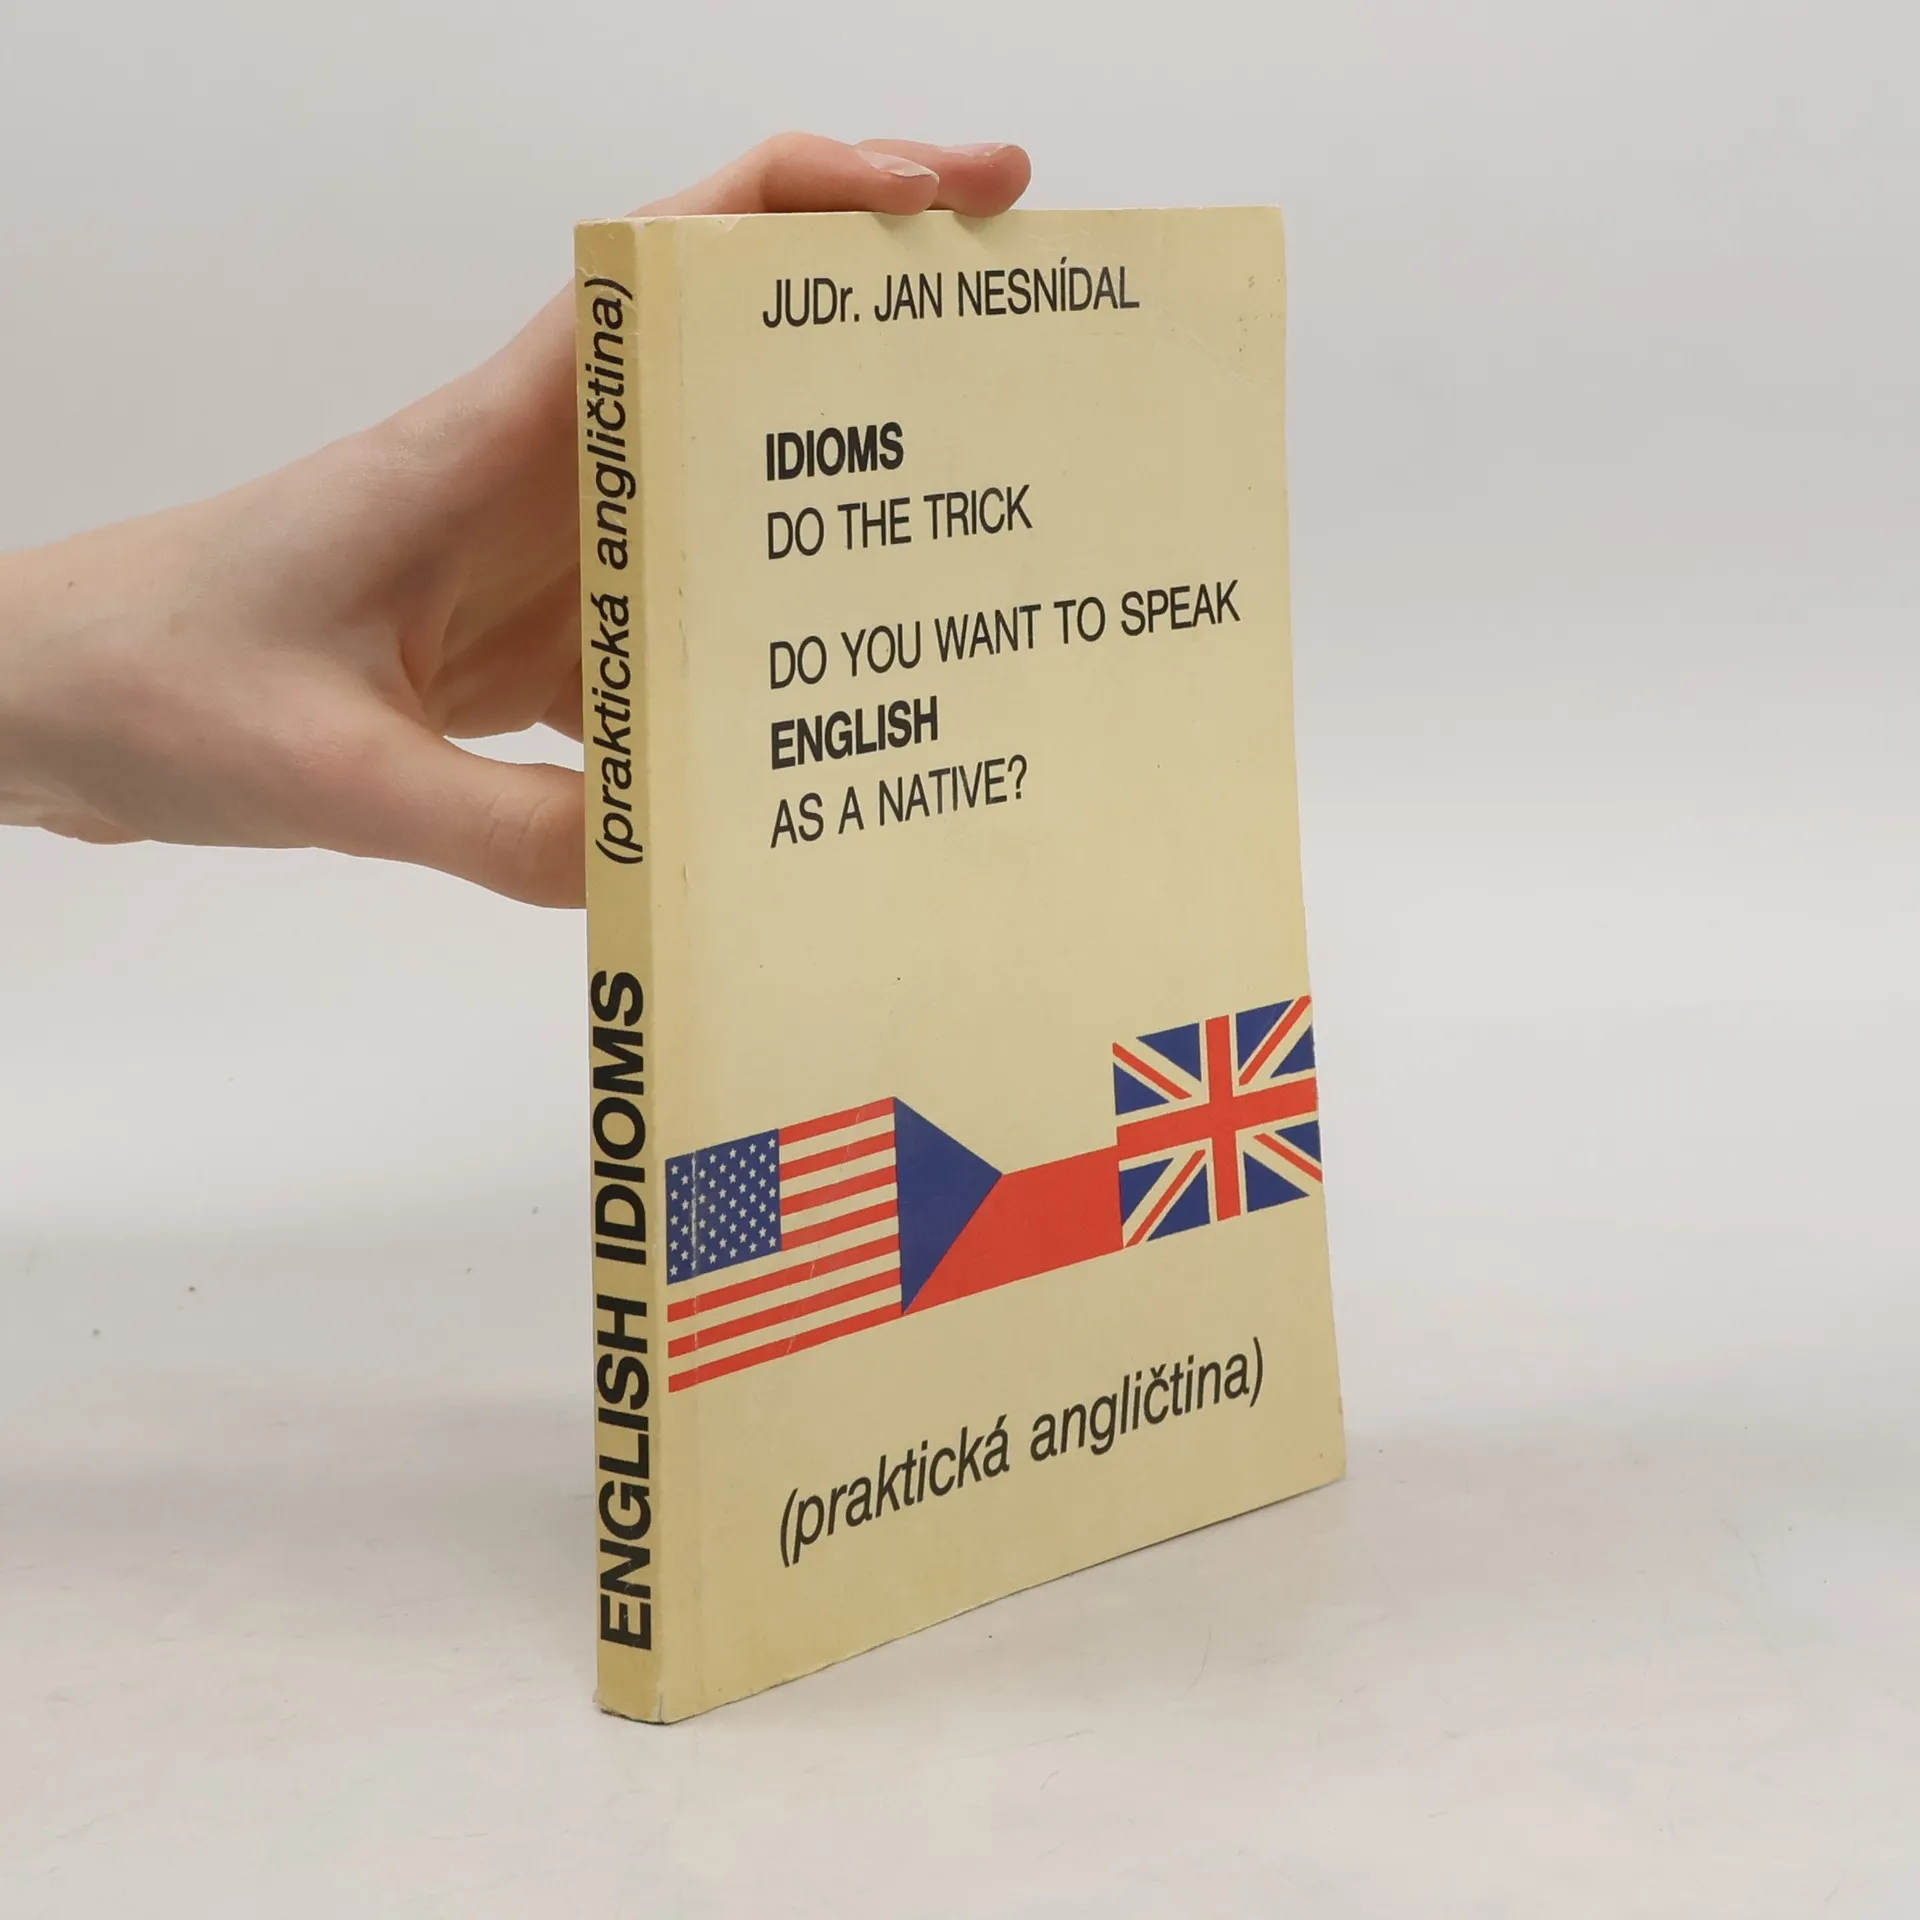 JUDr. JAN NESNÍDAL
IDIOMS
DO THE TRICK
DO YOU WANT TO SPEAK
ENGLISH
AS A NATIVE?
(praktická angličtina)
ENGLISH IDIOMS (praktická angličtina)